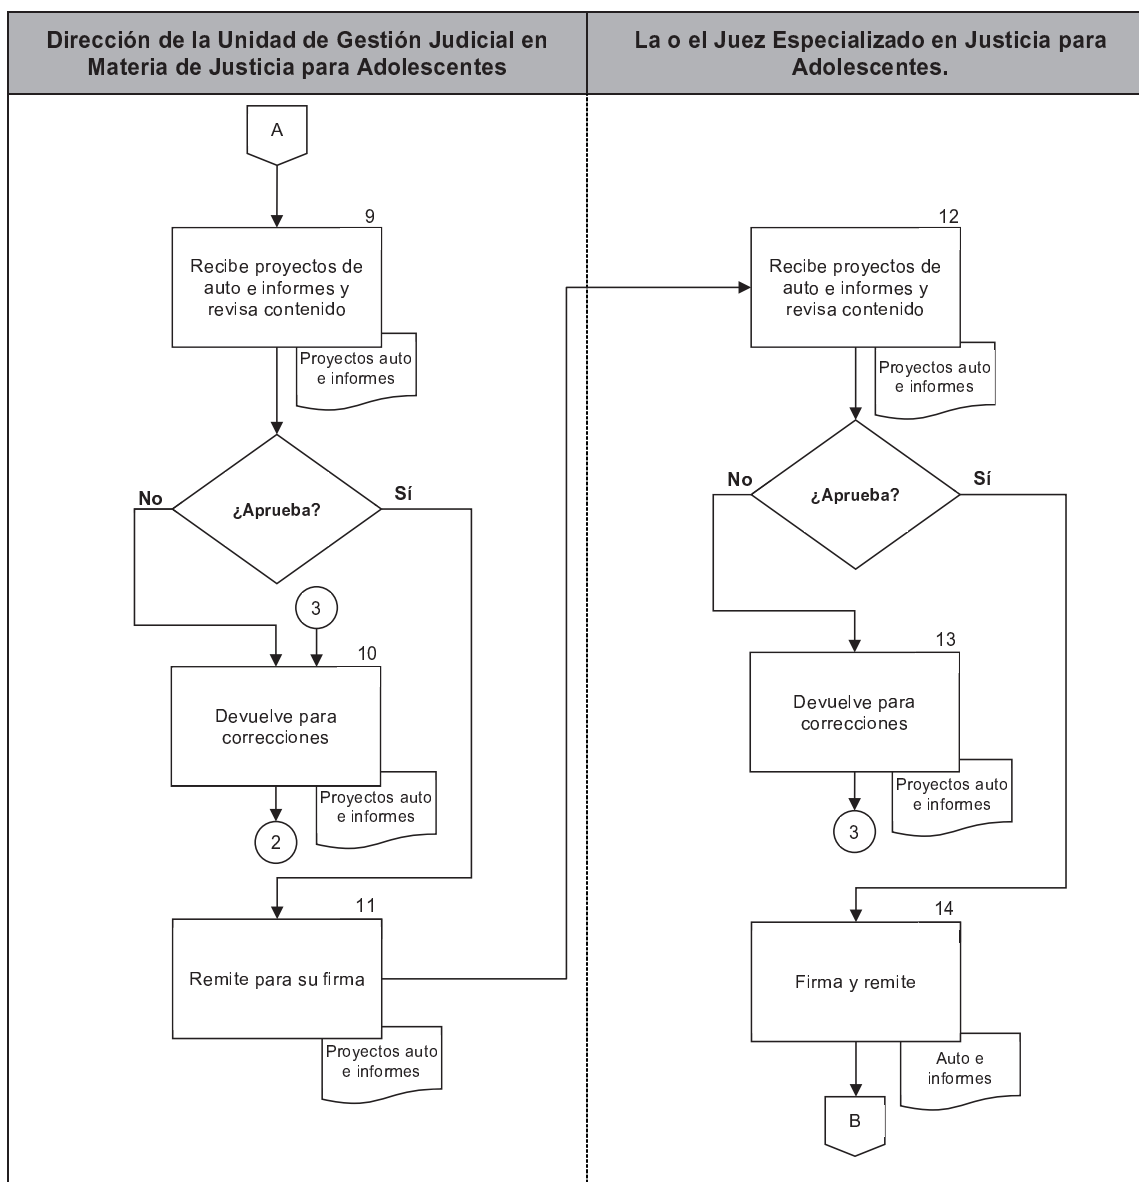 Dirección de la Unidad de Gestión Judicial en
Materia de Justicia para Adolescentes
La o el Juez Especializado en Justicia para
Adolescentes.
A
9
Recibe proyectos de
auto e informes y
revisa contenido
Proyectos auto
e informes
¿Aprueba?
No
Sí
3
10
Devuelve para
correcciones
Proyectos auto
e informes
2
11
Remite para su firma
Proyectos auto
e informes
12
Recibe proyectos de
auto e informes y
revisa contenido
Proyectos auto
e informes
¿Aprueba?
No
Sí
13
Devuelve para
correcciones
Proyectos auto
e informes
3
14
Firma y remite
Auto e
informes
B